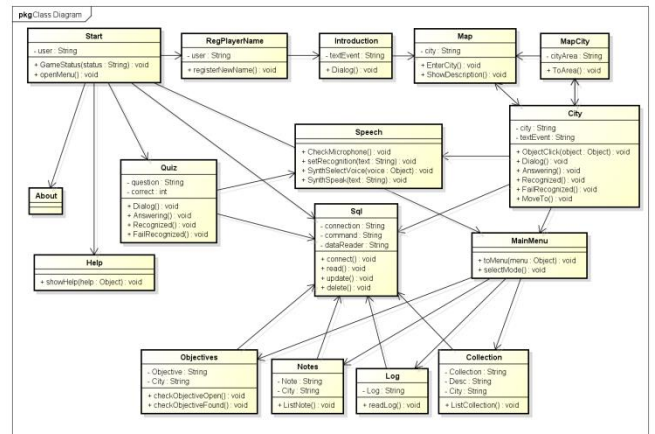 pkg Class Diagram
Start
- user : String
+ GameStatus(status : String) : void
+ openMenu() : void
RegPlayerName
- user : String
+ registerNewName() : void
Introduction
- textEvent : String
+ Dialog() : void
Map
- city : String
+ EnterCity() : void
+ ShowDescription() : void
MapCity
- cityArea : String
+ ToArea() : void
City
- city : String
- textEvent : String
+ ObjectClick(object : Object) : void
+ Dialog() : void
+ Answering() : void
+ Recognized() : void
+ FailRecognized() : void
+ MoveTo() : void
Speech
+ CheckMicrophone() : void
+ setRecognition(text : String) : void
+ SynthSelectVoice(voice : Object) : void
+ SynthSpeak(text : String) : void
Quiz
- question : String
- correct : int
+ Dialog() : void
+ Answering() : void
+ Recognized() : void
+ FailRecognized() : void
About
Sql
- connection : String
- command : String
- dataReader : String
+ connect() : void
+ read() : void
+ update() : void
+ delete() : void
MainMenu
+ toMenu(menu : Object) : void
+ selectMode() : void
Help
+ showHelp(help : Object) : void
Objectives
- Objective : String
- City : String
+ checkObjectiveOpen() : void
+ checkObjectiveFound() : void
Notes
- Note : String
- City : String
+ ListNote() : void
Log
- Log : String
+ readLog() : void
Collection
- Collection : String
- Desc : String
- City : String
+ ListCollection() : void